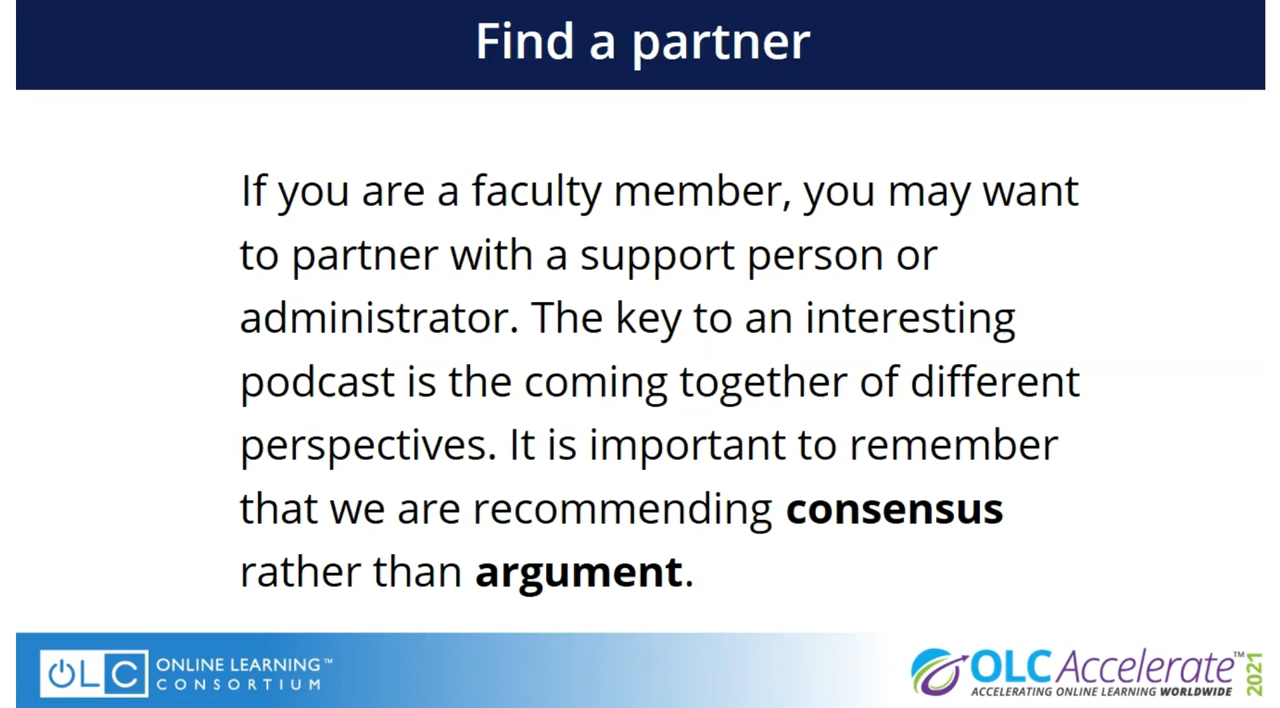 Find a partner
If you are a faculty member, you may want
to partner with a support person or
administrator. The key to an interesting
podcast is the coming together of different
perspectives. It is important to remember
that we are recommending consensus
rather than argument.
OLC ONLINE LEARNING™
CONSORTIUM
OLC Accelerate™ 2021
ACCELERATING ONLINE LEARNING WORLDWIDE